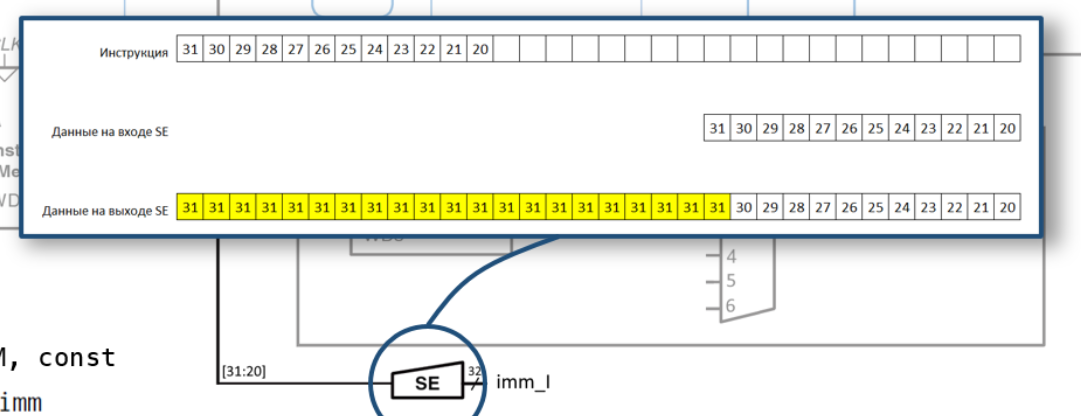 Инструкция 31 30 29 28 27 26 25 24 23 22 21 20
Данные на входе SE 31 30 29 28 27 26 25 24 23 22 21 20
Данные на выходе SE 31 31 31 31 31 31 31 31 31 31 31 31 31 31 31 31 31 31 31 31 31 30 29 28 27 26 25 24 23 22 21 20
4
5
6
, const
[31:20]
SE
32
imm_I
imm